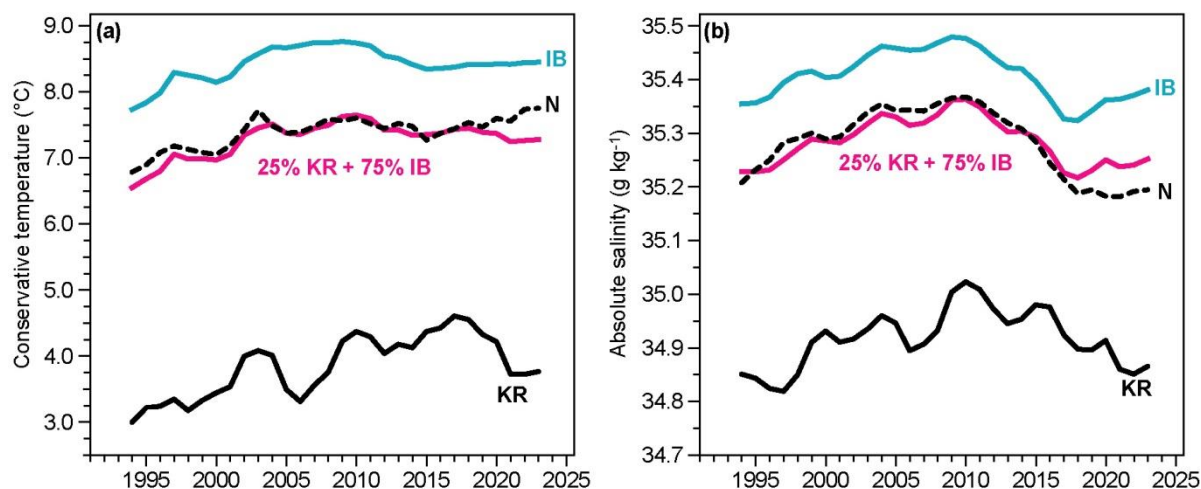 (a)
Conservative temperature (°C)
9.0
8.0
7.0
6.0
5.0
4.0
3.0
IB
N
25% KR + 75% IB
KR
1995 2000 2005 2010 2015 2020 2025
(b)
Absolute salinity (g kg⁻¹)
35.5
35.4
35.3
35.2
35.1
35.0
34.9
34.8
34.7
IB
25% KR + 75% IB
N
KR
1995 2000 2005 2010 2015 2020 2025